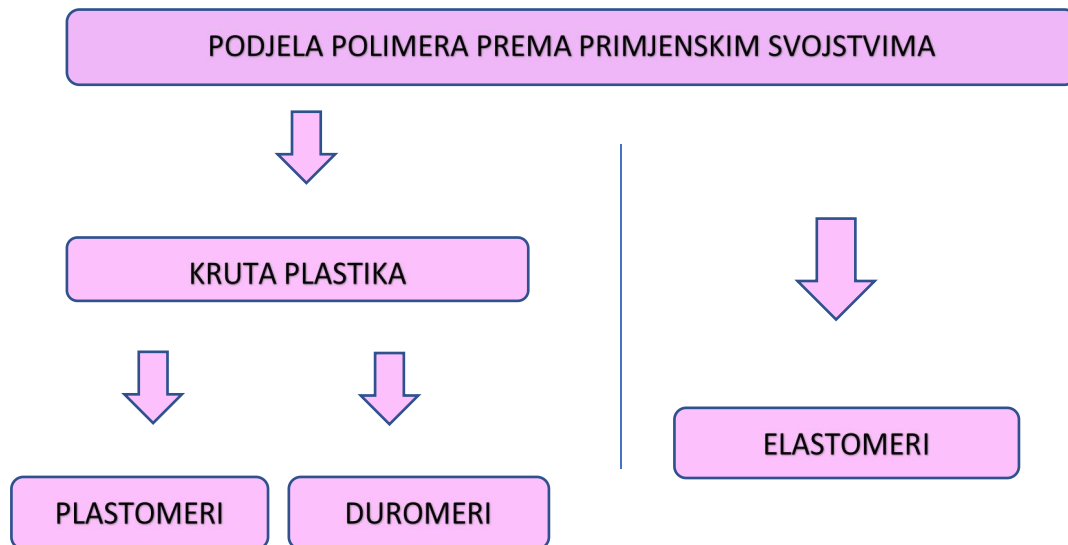 PODJELA POLIMERA PREMA PRIMJENSKIM SVOJSTVIMA
KRUTA PLASTIKA
ELASTOMERI
PLASTOMERI
DUROMERI